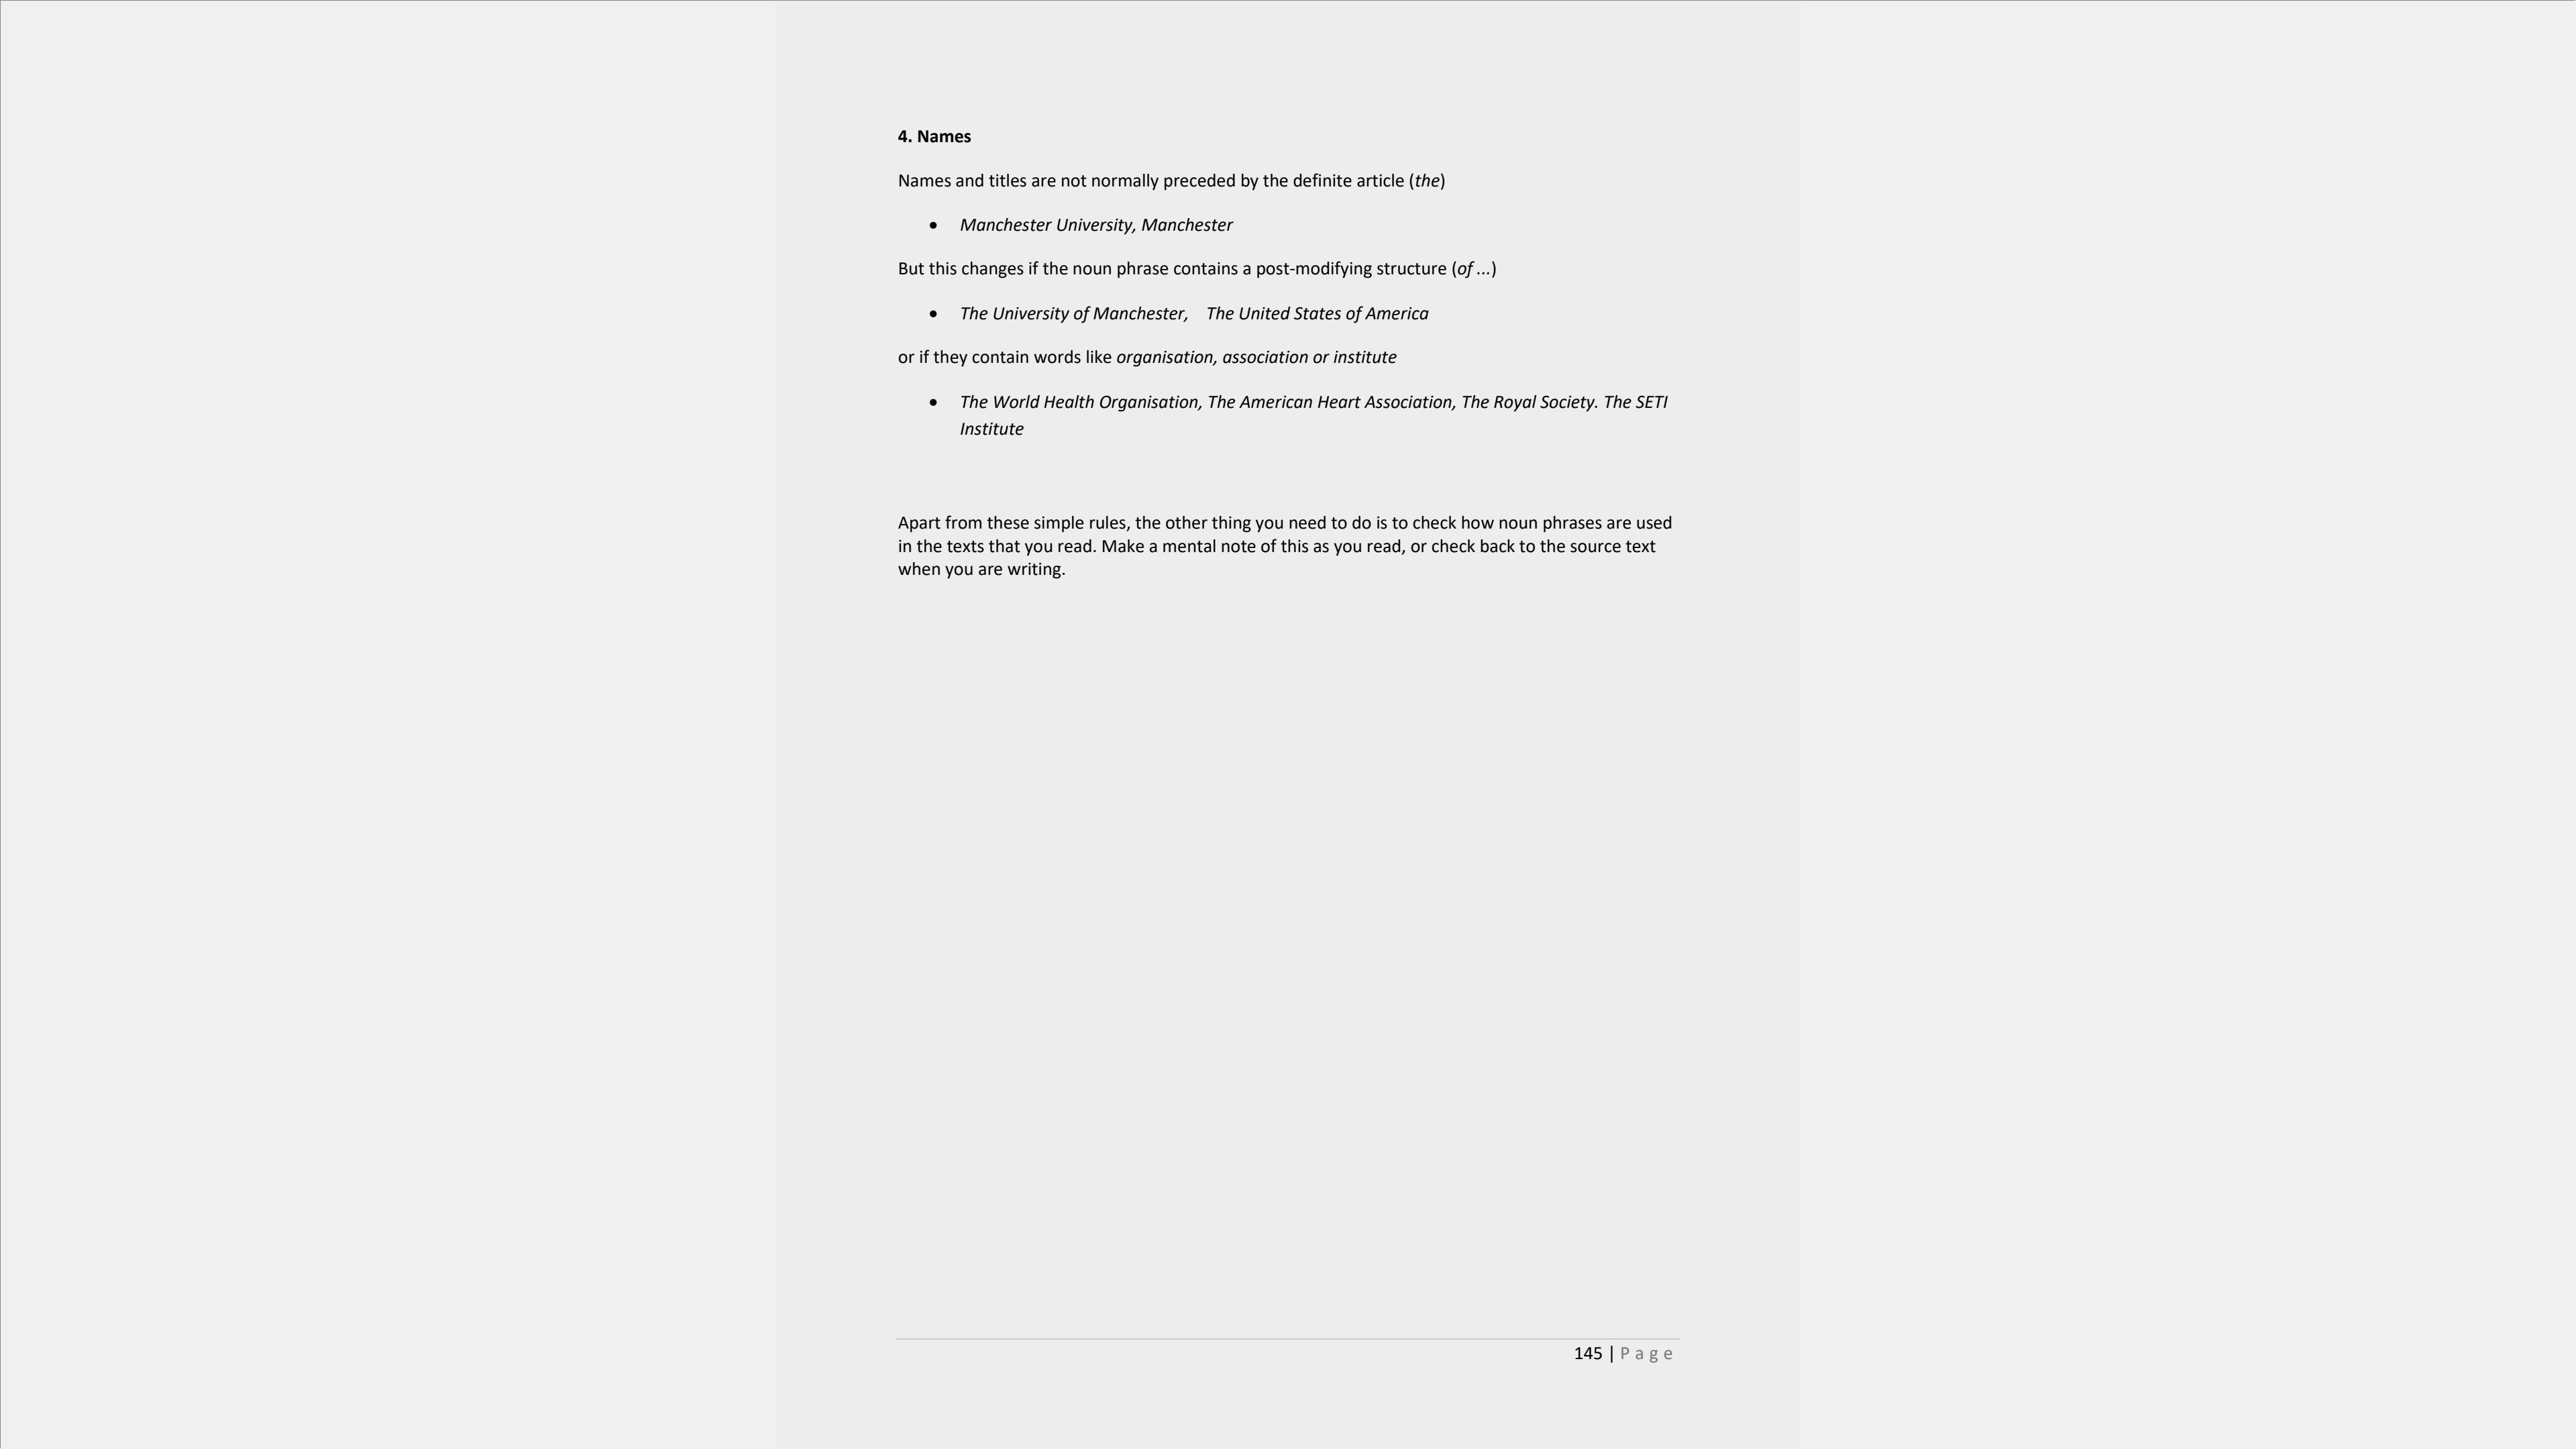 4. Names
Names and titles are not normally preceded by the definite article (the)
• Manchester University, Manchester
But this changes if the noun phrase contains a post-modifying structure (of ...)
• The University of Manchester, The United States of America
or if they contain words like organisation, association or institute
• The World Health Organisation, The American Heart Association, The Royal Society. The SETI
Institute
Apart from these simple rules, the other thing you need to do is to check how noun phrases are used
in the texts that you read. Make a mental note of this as you read, or check back to the source text
when you are writing.
145 | Page